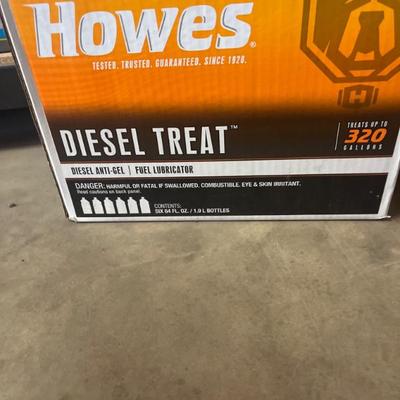 Howes®
TESTED. TRUSTED. GUARANTEED. SINCE 1920.
TREATS UP TO
320
GALLONS
DIESEL TREAT™
DIESEL ANTI-GEL | FUEL LUBRICATOR
DANGER: HARMFUL OR FATAL IF SWALLOWED. COMBUSTIBLE. EYE & SKIN IRRITANT.
Read cautions on back panel.
CONTENTS:
SIX 64 FL. OZ. / 1.9 L BOTTLES
H